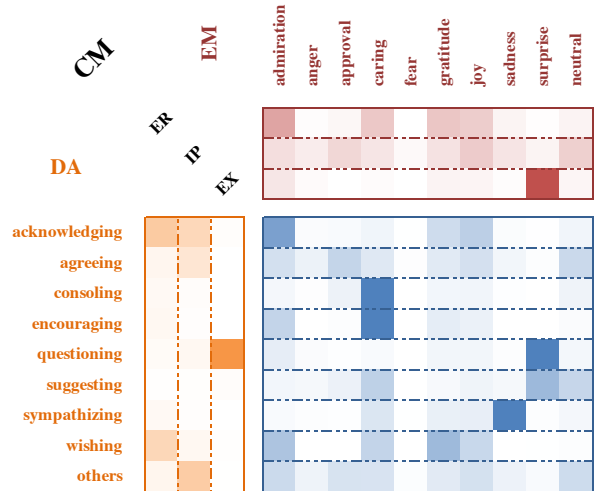 CM
EM
admiration
anger
approval
caring
fear
gratitude
joy
sadness
surprise
neutral
ER
IP
EX
DA
acknowledging
agreeing
consoling
encouraging
questioning
suggesting
sympathizing
wishing
others